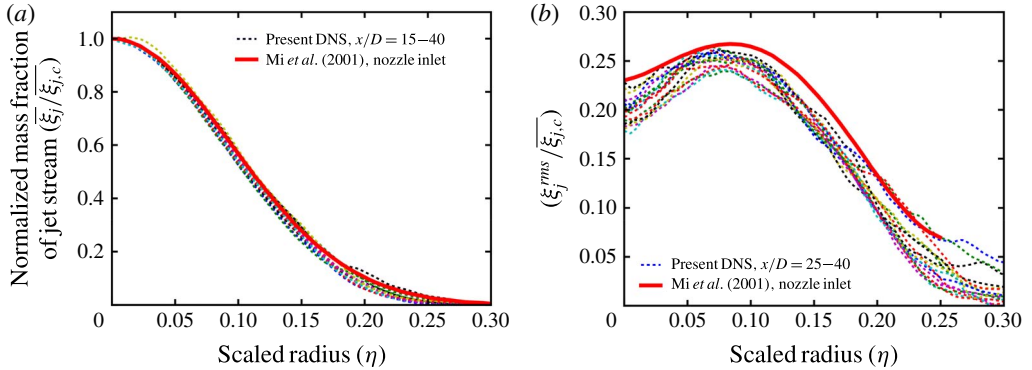 (a)
Normalized mass fraction
of jet stream (ξ̅j/ξ̅j,c)
1.0
0.8
0.6
0.4
0.2
0 0.05 0.10 0.15 0.20 0.25 0.30
Scaled radius (η)
Present DNS, x/D = 15–40
Mi et al. (2001), nozzle inlet
(b)
(ξj^rms/ξ̅j,c)
0.30
0.25
0.20
0.15
0.10
0.05
0 0.05 0.10 0.15 0.20 0.25 0.30
Scaled radius (η)
Present DNS, x/D = 25–40
Mi et al. (2001), nozzle inlet